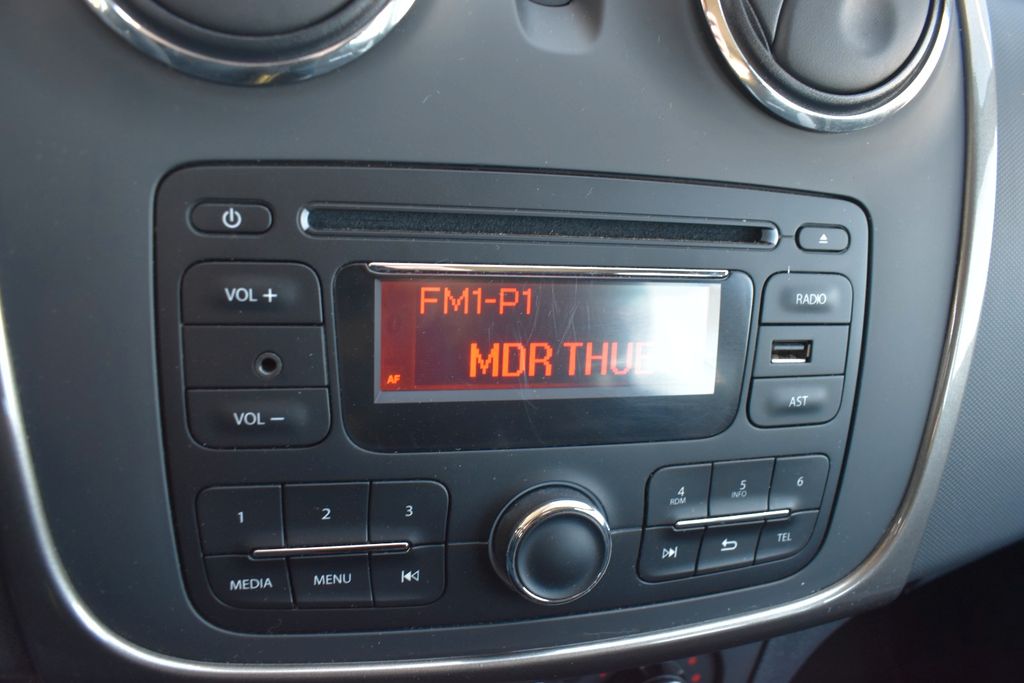 VOL +
VOL −
FM1-P1
MDR THUE
AF
RADIO
AST
1
2
3
MEDIA
MENU
4
RDM
5
INFO
6
TEL